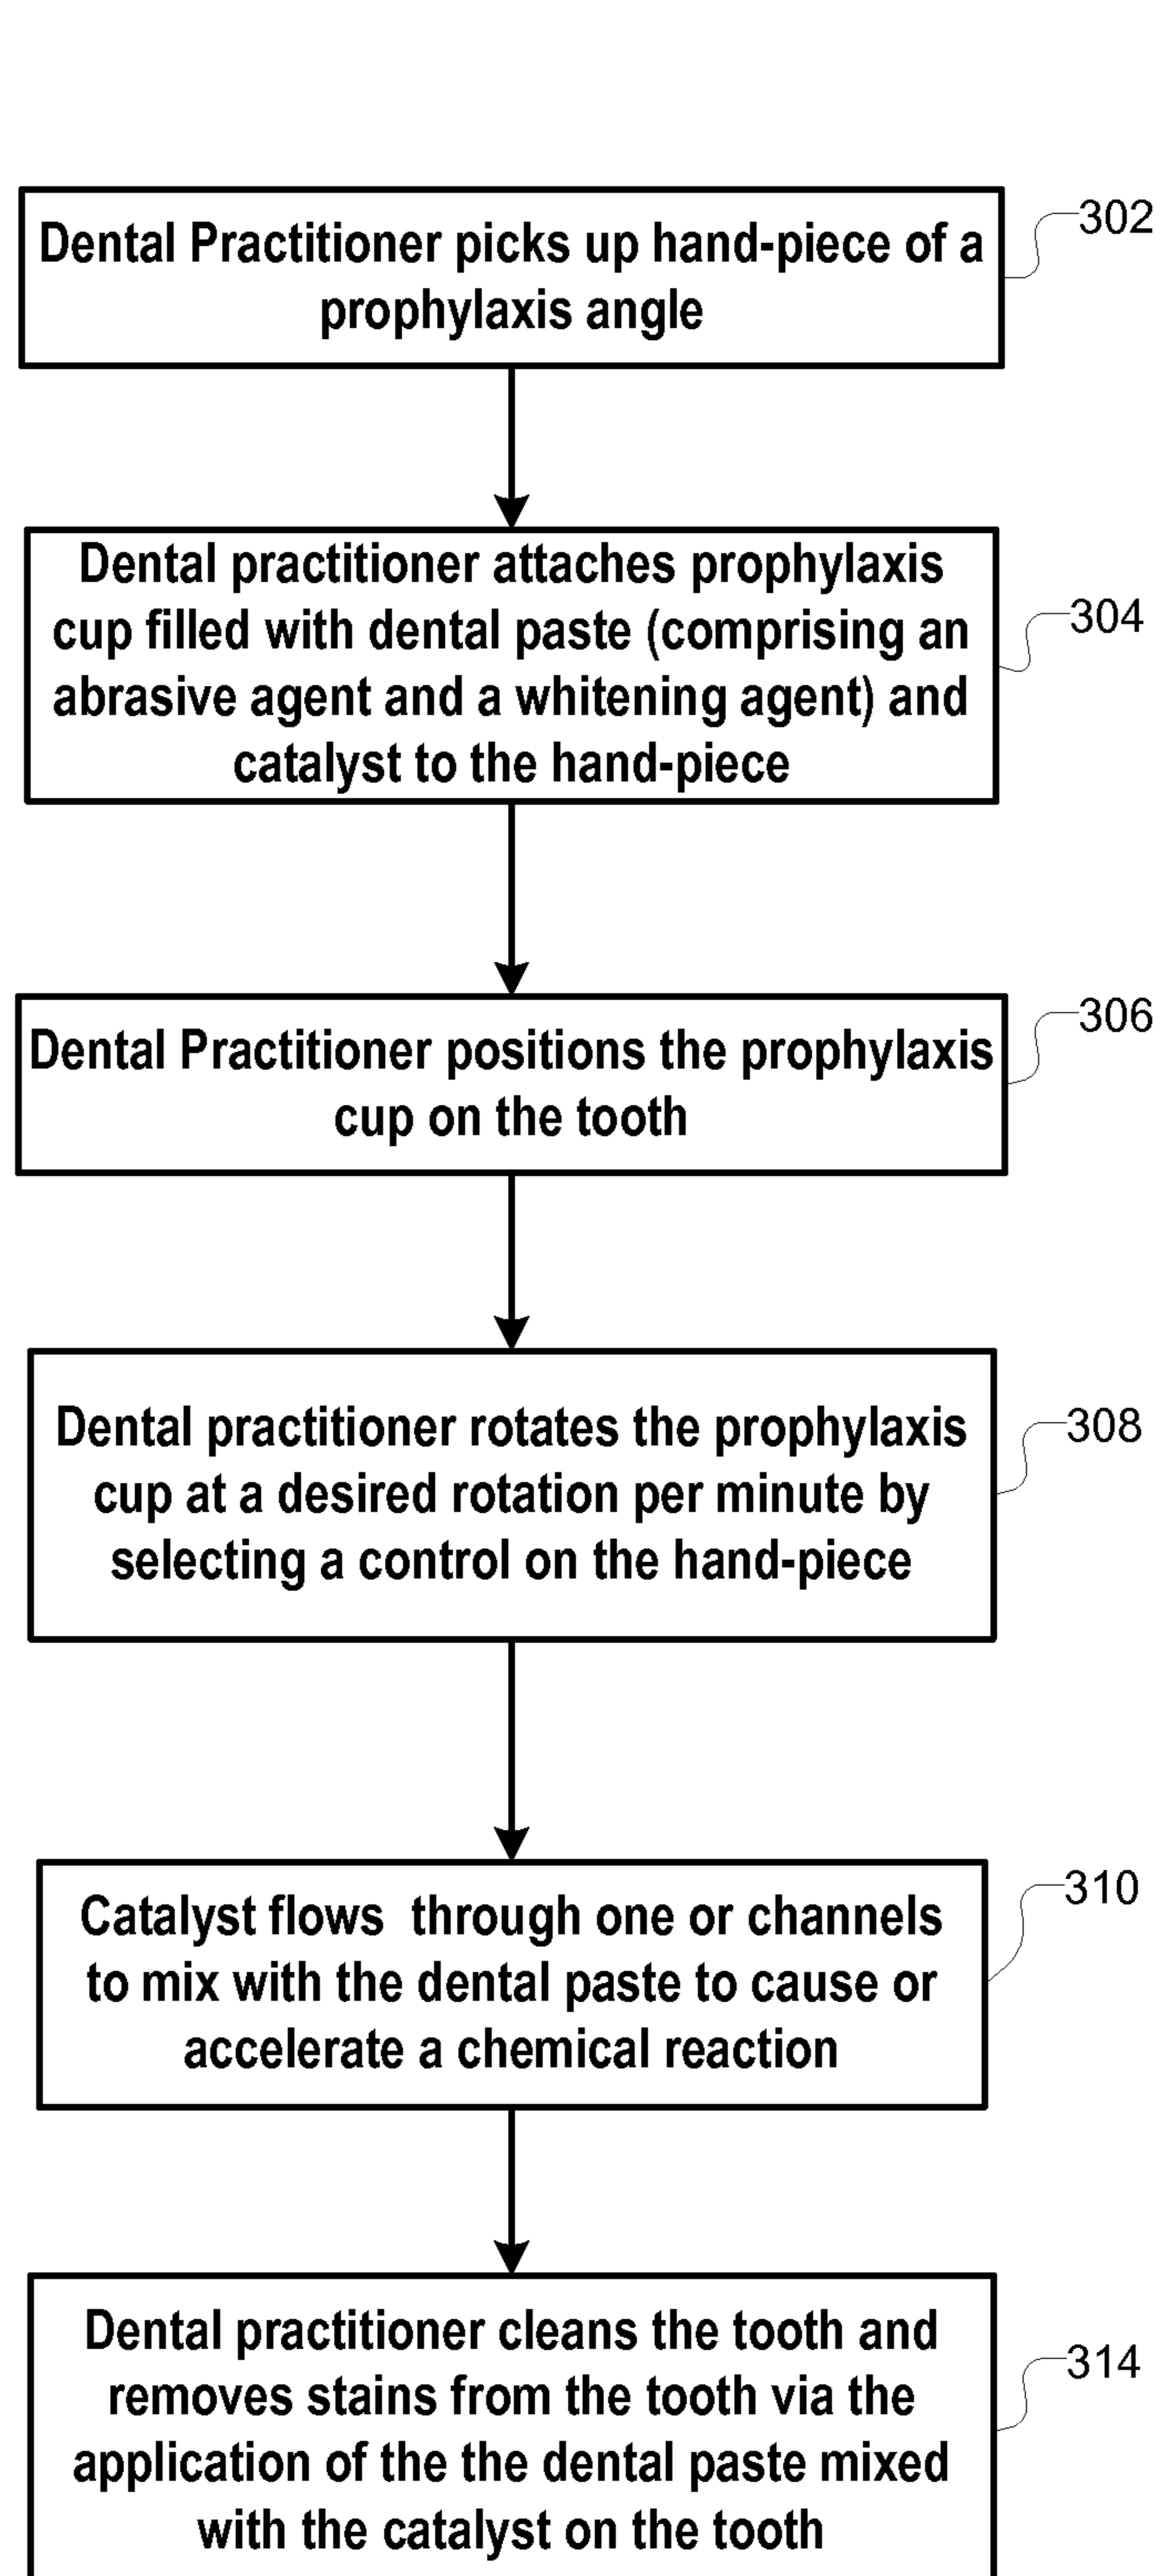 Dental Practitioner picks up hand-piece of a
prophylaxis angle
302
Dental practitioner attaches prophylaxis
cup filled with dental paste (comprising an
abrasive agent and a whitening agent) and
catalyst to the hand-piece
304
Dental Practitioner positions the prophylaxis
cup on the tooth
306
Dental practitioner rotates the prophylaxis
cup at a desired rotation per minute by
selecting a control on the hand-piece
308
Catalyst flows  through one or channels
to mix with the dental paste to cause or
accelerate a chemical reaction
310
Dental practitioner cleans the tooth and
removes stains from the tooth via the
application of the the dental paste mixed
with the catalyst on the tooth
314